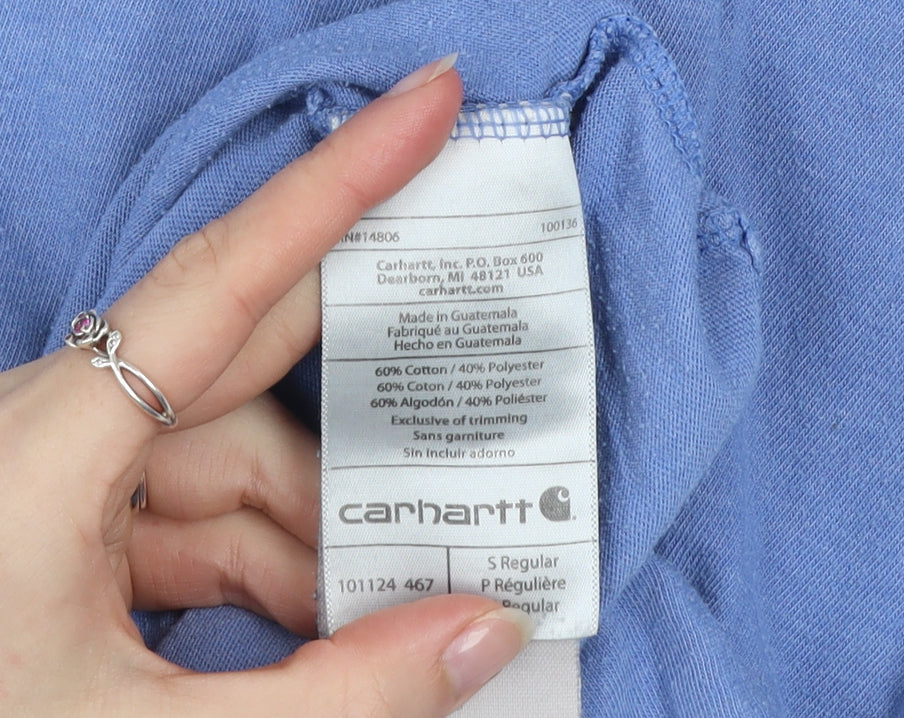 RN#14806 100136
Carhartt, Inc. P.O. Box 600
Dearborn, MI 48121 USA
carhartt.com
Made in Guatemala
Fabriqué au Guatemala
Hecho en Guatemala
60% Cotton / 40% Polyester
60% Coton / 40% Polyester
60% Algodón / 40% Poliéster
Exclusive of trimming
Sans garniture
Sin incluir adorno
carhartt
101124 467
S Regular
P Régulière
Regular